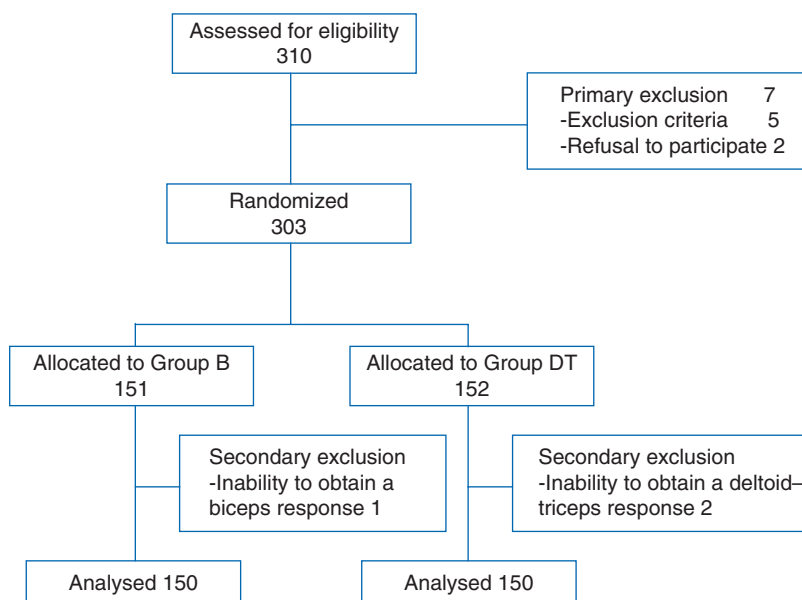 Assessed for eligibility
310
Primary exclusion 7
-Exclusion criteria 5
-Refusal to participate 2
Randomized
303
Allocated to Group B
151
Allocated to Group DT
152
Secondary exclusion
-Inability to obtain a
biceps response 1
Secondary exclusion
-Inability to obtain a deltoid–
triceps response 2
Analysed 150
Analysed 150